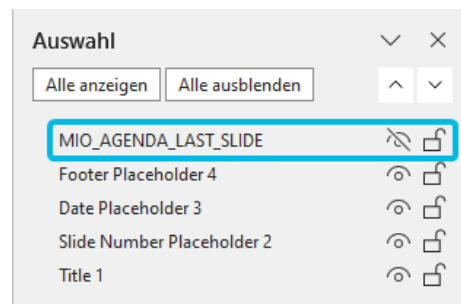 Auswahl
Alle anzeigen Alle ausblenden
MIO_AGENDA_LAST_SLIDE
Footer Placeholder 4
Date Placeholder 3
Slide Number Placeholder 2
Title 1